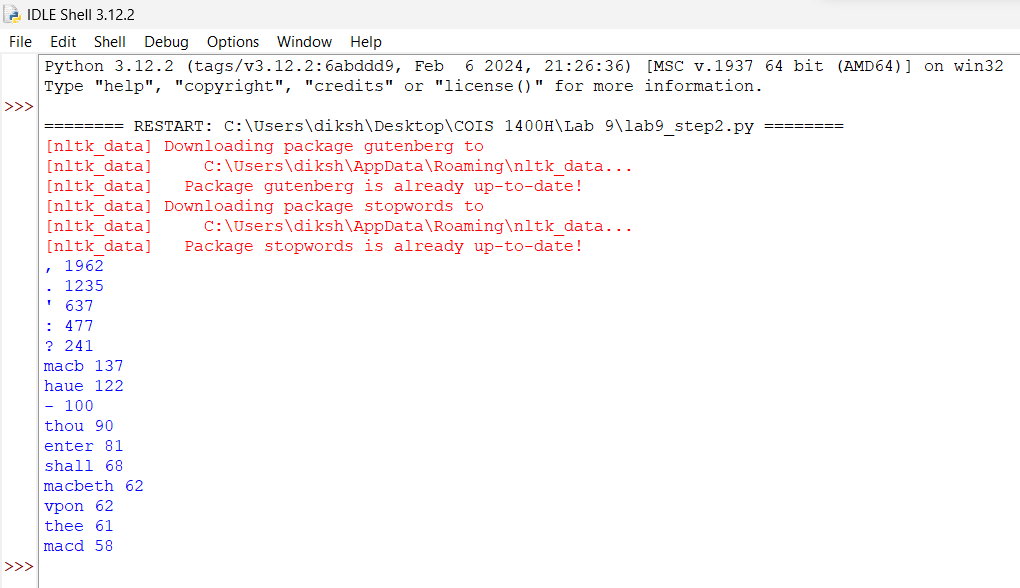 IDLE Shell 3.12.2
File Edit Shell Debug Options Window Help
Python 3.12.2 (tags/v3.12.2:6abddd9, Feb  6 2024, 21:26:36) [MSC v.1937 64 bit (AMD64)] on win32
Type "help", "copyright", "credits" or "license()" for more information.
>>>
======== RESTART: C:\Users\diksh\Desktop\COIS 1400H\Lab 9\lab9_step2.py ========
[nltk_data] Downloading package gutenberg to
[nltk_data]     C:\Users\diksh\AppData\Roaming\nltk_data...
[nltk_data]   Package gutenberg is already up-to-date!
[nltk_data] Downloading package stopwords to
[nltk_data]     C:\Users\diksh\AppData\Roaming\nltk_data...
[nltk_data]   Package stopwords is already up-to-date!
, 1962
. 1235
' 637
: 477
? 241
macb 137
haue 122
- 100
thou 90
enter 81
shall 68
macbeth 62
vpon 62
thee 61
macd 58
>>>